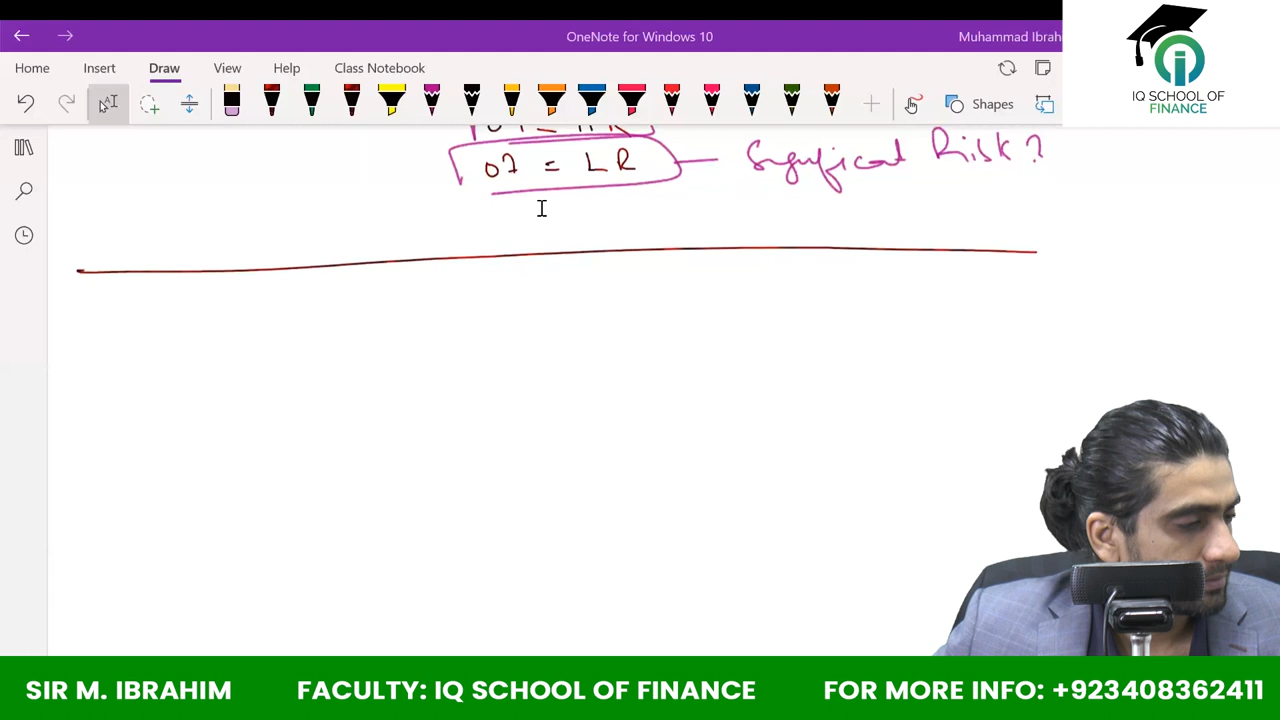 OneNote for Windows 10
Muhammad Ibrah
Home Insert Draw View Help Class Notebook
Shapes
IQ SCHOOL OF
FINANCE
07 = LR Significant Risk?
SIR M. IBRAHIM FACULTY: IQ SCHOOL OF FINANCE FOR MORE INFO: +923408362411